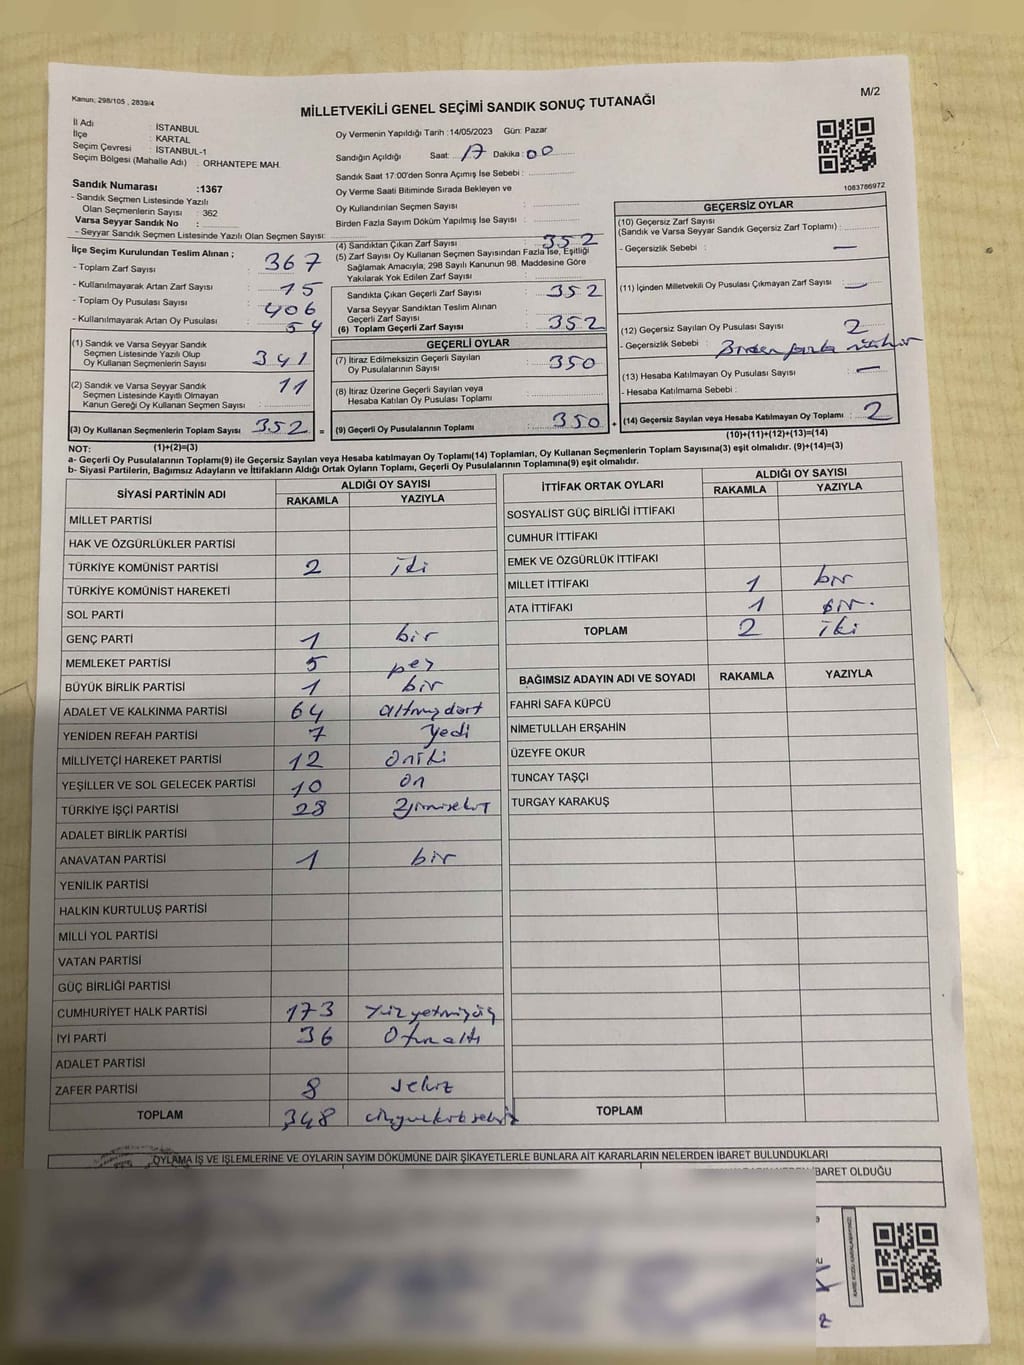 Kanun; 298/105 , 2839/4
M/2
MİLLETVEKİLİ GENEL SEÇİMİ SANDIK SONUÇ TUTANAĞI
İl Adı : İSTANBUL
İlçe : KARTAL
Seçim Çevresi : İSTANBUL-1
Seçim Bölgesi (Mahalle Adı) : ORHANTEPE MAH.
Sandık Numarası :1367
- Sandık Seçmen Listesinde Yazılı
Olan Seçmenlerin Sayısı : 362
Varsa Seyyar Sandık No :
- Seyyar Sandık Seçmen Listesinde Yazılı Olan Seçmen Sayısı:
Oy Vermenin Yapıldığı Tarih :14/05/2023 Gün: Pazar
Sandığın Açıldığı Saat: 17 Dakika: 00
Sandık Saat 17:00'den Sonra Açımış İse Sebebi :
Oy Verme Saati Bitiminde Sırada Bekleyen ve
Oy Kullandırılan Seçmen Sayısı :
Birden Fazla Sayım Döküm Yapılmış İse Sayısı :
1083786972
İlçe Seçim Kurulundan Teslim Alınan ;
- Toplam Zarf Sayısı : 367
- Kullanılmayarak Artan Zarf Sayısı : 15
- Toplam Oy Pusulası Sayısı : 406
- Kullanılmayarak Artan Oy Pusulası : 54
(1) Sandık ve Varsa Seyyar Sandık
Seçmen Listesinde Yazılı Olup
Oy Kullanan Seçmenlerin Sayısı : 341
(2) Sandık ve Varsa Seyyar Sandık
Seçmen Listesinde Kayıtlı Olmayan
Kanun Gereği Oy Kullanan Seçmen Sayısı : 11
(3) Oy Kullanan Seçmenlerin Toplam Sayısı : 352 =
(1)+(2)=(3)
(4) Sandıktan Çıkan Zarf Sayısı : 352
(5) Zarf Sayısı Oy Kullanan Seçmen Sayısından Fazla İse, Eşitliği
Sağlamak Amacıyla, 298 Sayılı Kanunun 98. Maddesine Göre
Yakılarak Yok Edilen Zarf Sayısı :
Sandıkta Çıkan Geçerli Zarf Sayısı : 352
Varsa Seyyar Sandıktan Teslim Alınan
Geçerli Zarf Sayısı :
(6) Toplam Geçerli Zarf Sayısı : 352
GEÇERLİ OYLAR
(7) İtiraz Edilmeksizin Geçerli Sayılan
Oy Pusulalarının Sayısı : 350
(8) İtiraz Üzerine Geçerli Sayılan veya
Hesaba Katılan Oy Pusulası Toplamı :
(9) Geçerli Oy Pusulalarının Toplamı : 350 +
GEÇERSİZ OYLAR
(10) Geçersiz Zarf Sayısı
(Sandık ve Varsa Seyyar Sandık Geçersiz Zarf Toplamı) :
- Geçersizlik Sebebi : —
(11) İçinden Milletvekili Oy Pusulası Çıkmayan Zarf Sayısı : —
(12) Geçersiz Sayılan Oy Pusulası Sayısı : 2
- Geçersizlik Sebebi : Birden fazla mühür
(13) Hesaba Katılmayan Oy Pusulası Sayısı : —
- Hesaba Katılmama Sebebi :
(14) Geçersiz Sayılan veya Hesaba Katılmayan Oy Toplamı : 2
(10)+(11)+(12)+(13)=(14)
NOT:
a- Geçerli Oy Pusulalarının Toplamı(9) ile Geçersiz Sayılan veya Hesaba katılmayan Oy Toplamı(14) Toplamları, Oy Kullanan Seçmenlerin Toplam Sayısına(3) eşit olmalıdır. (9)+(14)=(3)
b- Siyasi Partilerin, Bağımsız Adayların ve İttifakların Aldığı Ortak Oyların Toplamı, Geçerli Oy Pusulalarının Toplamına(9) eşit olmalıdır.
SİYASİ PARTİNİN ADI ALDIĞI OY SAYISI
RAKAMLA YAZIYLA
MİLLET PARTİSİ
HAK VE ÖZGÜRLÜKLER PARTİSİ
TÜRKİYE KOMÜNİST PARTİSİ 2 iki
TÜRKİYE KOMÜNİST HAREKETİ
SOL PARTİ
GENÇ PARTİ 1 bir
MEMLEKET PARTİSİ 5 beş
BÜYÜK BİRLİK PARTİSİ 1 bir
ADALET VE KALKINMA PARTİSİ 64 altmışdört
YENİDEN REFAH PARTİSİ 7 yedi
MİLLİYETÇİ HAREKET PARTİSİ 12 oniki
YEŞİLLER VE SOL GELECEK PARTİSİ 10 on
TÜRKİYE İŞÇİ PARTİSİ 28 yirmisekiz
ADALET BİRLİK PARTİSİ
ANAVATAN PARTİSİ 1 bir
YENİLİK PARTİSİ
HALKIN KURTULUŞ PARTİSİ
MİLLİ YOL PARTİSİ
VATAN PARTİSİ
GÜÇ BİRLİĞİ PARTİSİ
CUMHURİYET HALK PARTİSİ 173 yüzyetmişüç
İYİ PARTİ 36 otuzaltı
ADALET PARTİSİ
ZAFER PARTİSİ 8 sekiz
TOPLAM 348 üçyüzkırksekiz
İTTİFAK ORTAK OYLARI ALDIĞI OY SAYISI
RAKAMLA YAZIYLA
SOSYALİST GÜÇ BİRLİĞİ İTTİFAKI
CUMHUR İTTİFAKI
EMEK VE ÖZGÜRLÜK İTTİFAKI
MİLLET İTTİFAKI 1 bir
ATA İTTİFAKI 1 bir.
TOPLAM 2 iki
BAĞIMSIZ ADAYIN ADI VE SOYADI RAKAMLA YAZIYLA
FAHRİ SAFA KÜPCÜ
NİMETULLAH ERŞAHİN
ÜZEYFE OKUR
TUNCAY TAŞÇI
TURGAY KARAKUŞ
TOPLAM
OYLAMA İŞ VE İŞLEMLERİNE VE OYLARIN SAYIM DÖKÜMÜNE DAİR ŞİKAYETLERLE BUNLARA AİT KARARLARIN NELERDEN İBARET BULUNDUKLARI
İBARET OLDUĞU